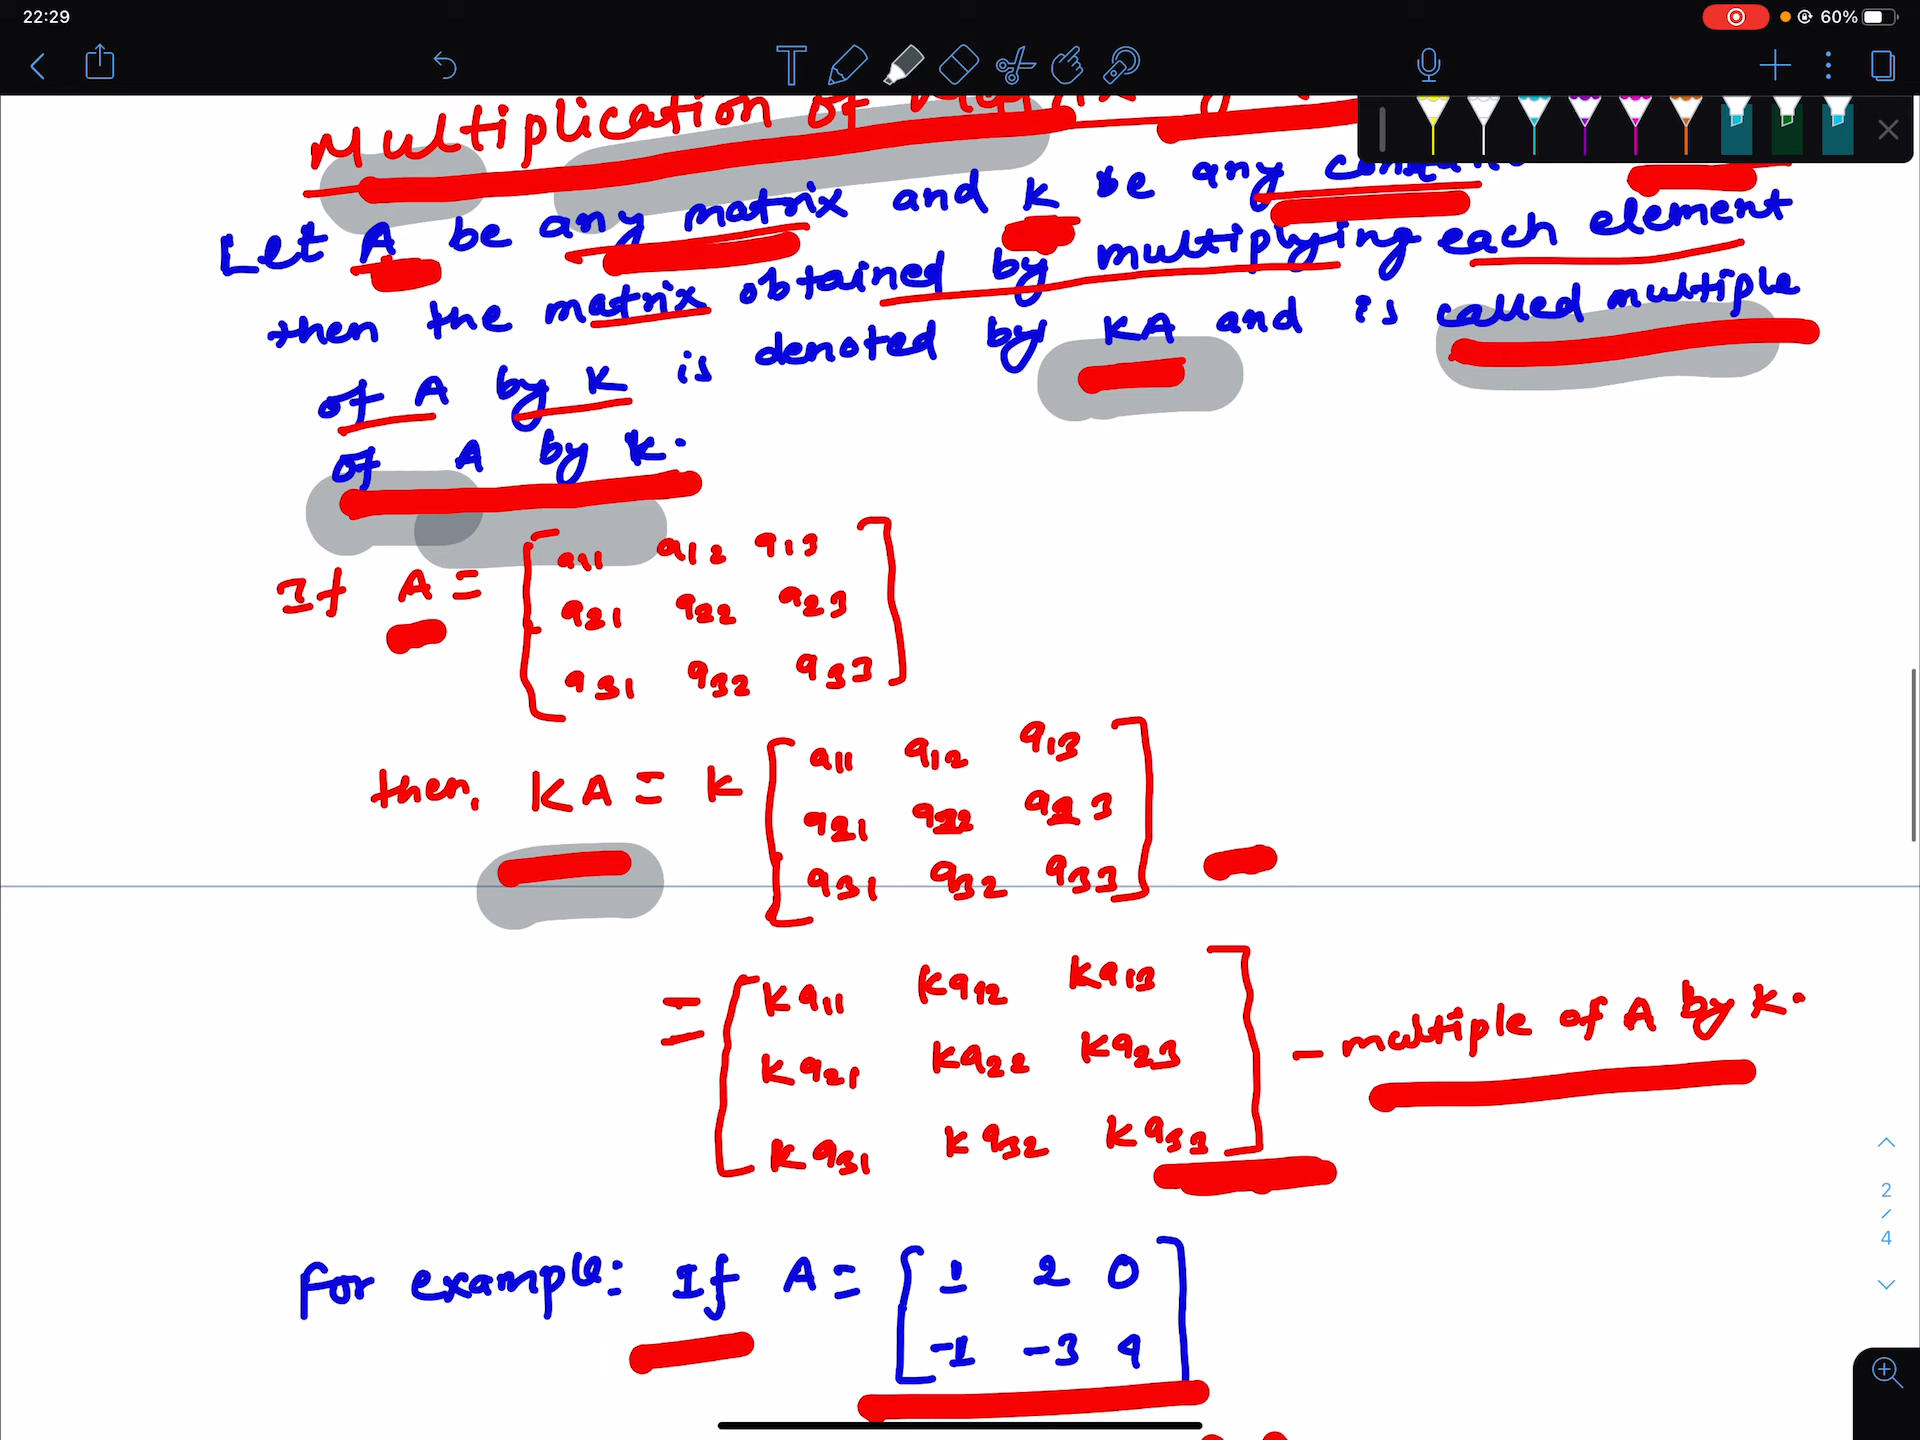 22:29
60%
Multiplication of Matrix
Let A be any matrix and K be any
then the matrix obtained by multiplying each element
of A by K is denoted by KA and is called multiple
of A by K.
If A = [a11 a12 a13
a21 a22 a23
a31 a32 a33]
then, KA = K [a11 a12 a13
a21 a22 a23
a31 a32 a33]
= [Ka11 Ka12 Ka13
Ka21 Ka22 Ka23 - multiple of A by K.
Ka31 Ka32 Ka33]
2
/
4
For example: If A = [1 2 0
-1 -3 4]